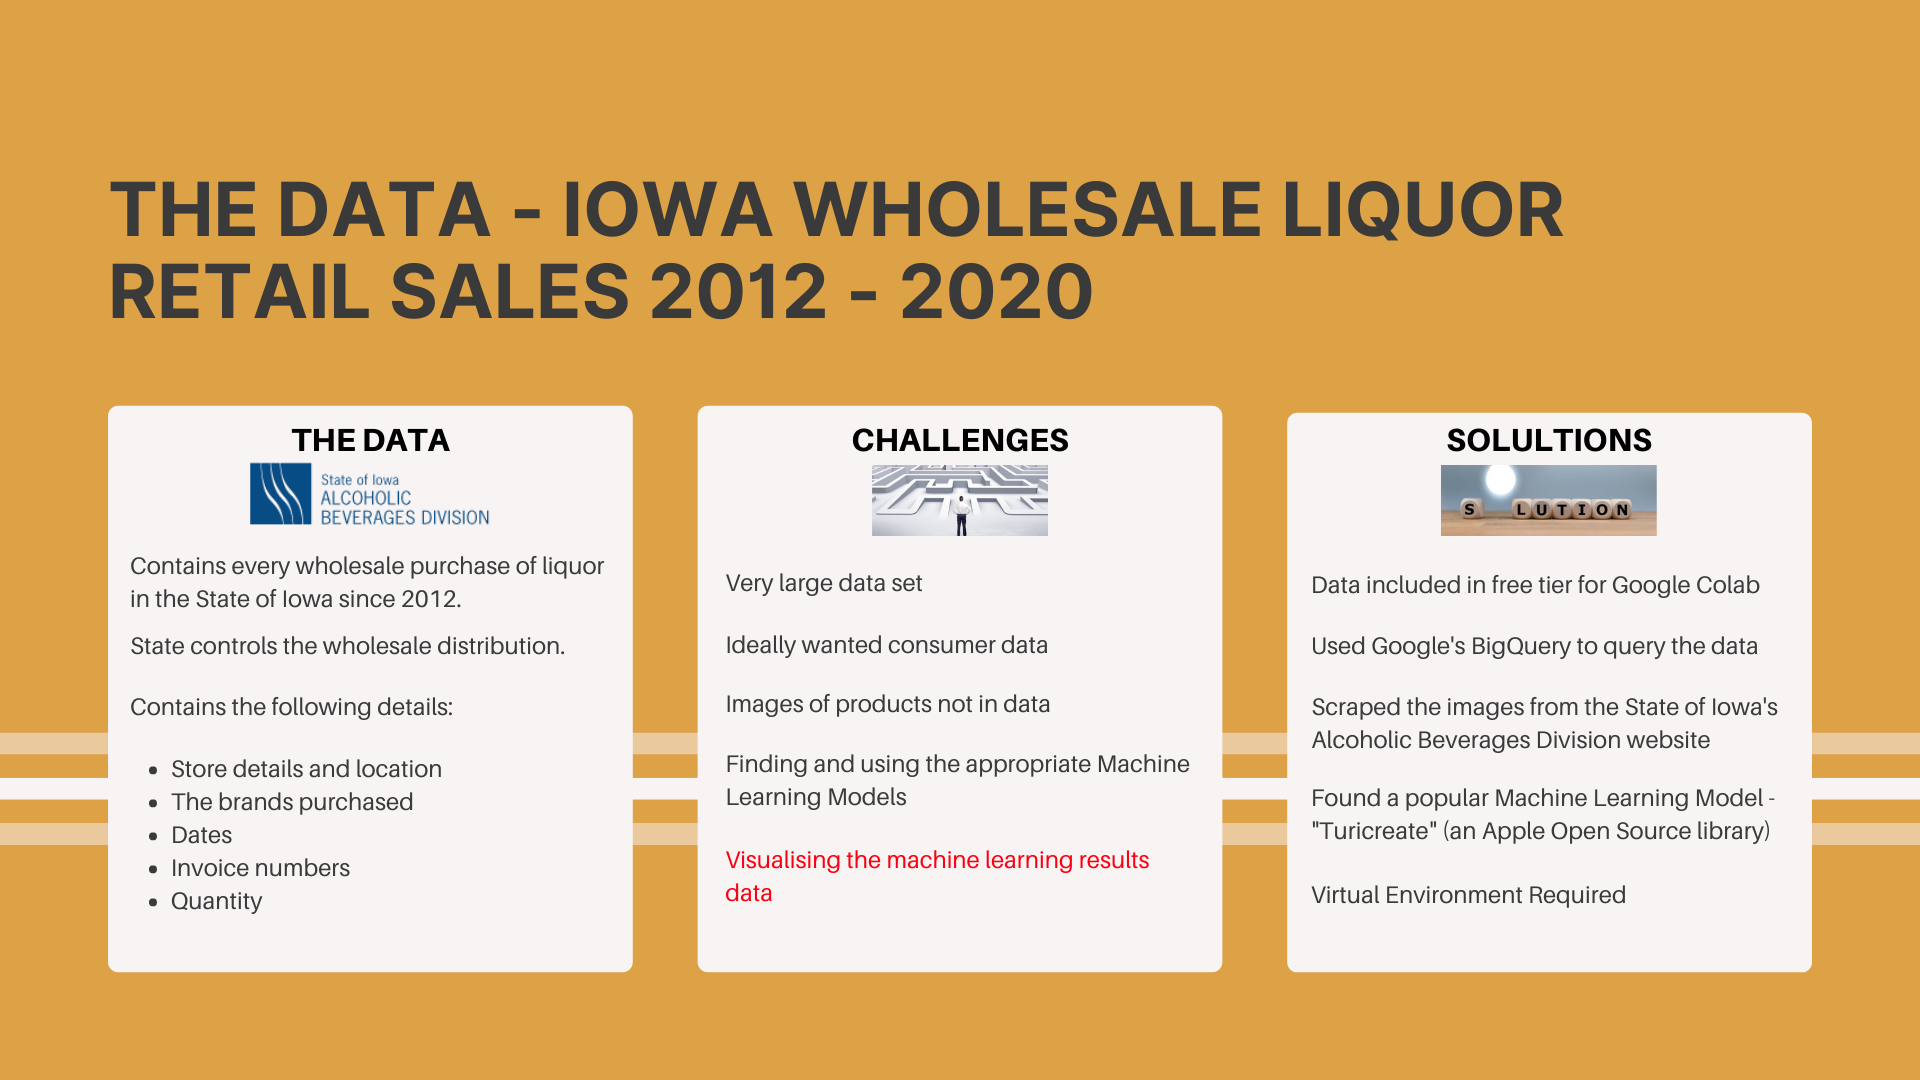 THE DATA - IOWA WHOLESALE LIQUOR
RETAIL SALES 2012 - 2020
THE DATA
State of Iowa
ALCOHOLIC
BEVERAGES DIVISION
Contains every wholesale purchase of liquor
in the State of Iowa since 2012.
State controls the wholesale distribution.
Contains the following details:
• Store details and location
• The brands purchased
• Dates
• Invoice numbers
• Quantity
CHALLENGES
Very large data set
Ideally wanted consumer data
Images of products not in data
Finding and using the appropriate Machine
Learning Models
Visualising the machine learning results
data
SOLULTIONS
S LUTION
Data included in free tier for Google Colab
Used Google's BigQuery to query the data
Scraped the images from the State of Iowa's
Alcoholic Beverages Division website
Found a popular Machine Learning Model -
"Turicreate" (an Apple Open Source library)
Virtual Environment Required